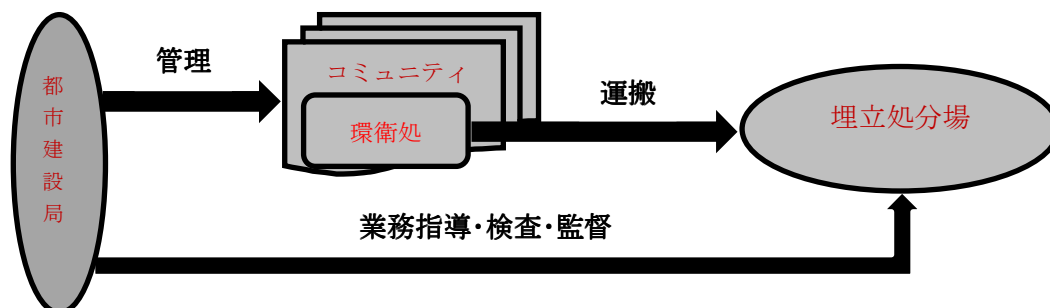 都市建設局
管理
コミュニティ
環衛処
運搬
埋立処分場
業務指導・検査・監督